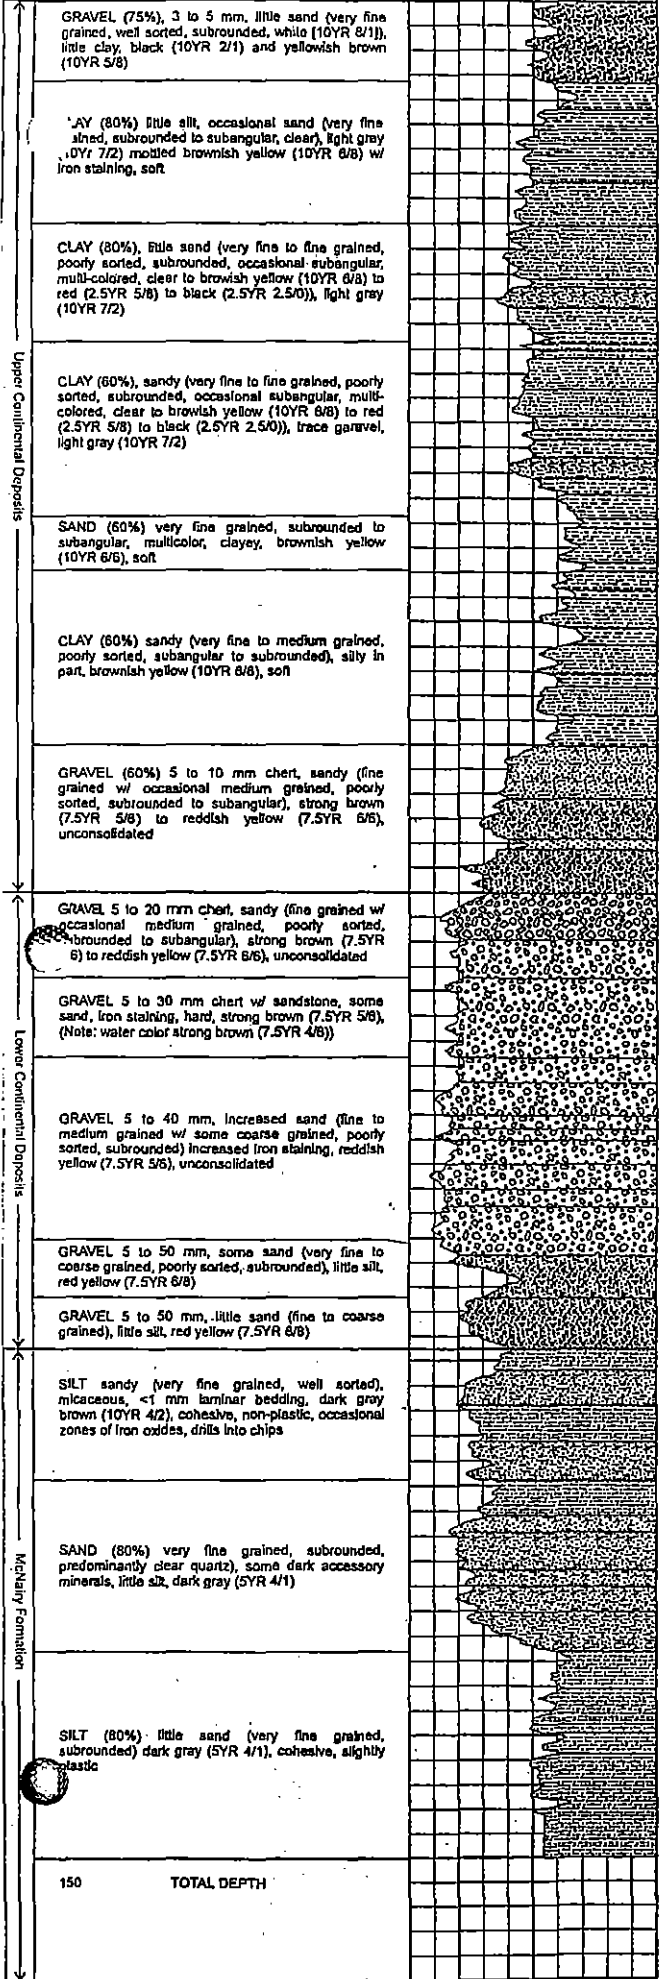 GRAVEL (75%), 3 to 5 mm, little sand (very fine
grained, well sorted, subrounded, white [10YR 8/1]),
little clay, black (10YR 2/1) and yellowish brown
(10YR 5/8)
LAY (80%) little silt, occasional sand (very fine
ained, subrounded to subangular, clear), light gray
.0Yr 7/2) mottled brownish yellow (10YR 6/8) w/
iron staining, soft
CLAY (80%), little sand (very fine to fine grained,
poorly sorted, subrounded, occasional subangular,
multi-colored, clear to browish yellow (10YR 6/8) to
red (2.5YR 5/8) to black (2.5YR 2.5/0)), light gray
(10YR 7/2)
CLAY (60%), sandy (very fine to fine grained, poorly
sorted, subrounded, occasional subangular, multi-
colored, clear to browish yellow (10YR 6/8) to red
(2.5YR 5/8) to black (2.5YR 2.5/0)), trace garavel,
light gray (10YR 7/2)
Upper Continental Deposits
SAND (60%) very fine grained, subrounded to
subangular, multicolor, clayey, brownish yellow
(10YR 6/6), soft
CLAY (60%) sandy (very fine to medium grained,
poorly sorted, subangular to subrounded), silty in
part, brownish yellow (10YR 6/6), soft
GRAVEL (60%) 5 to 10 mm chert, sandy (fine
grained w/ occasional medium grained, poorly
sorted, subrounded to subangular), strong brown
(7.5YR 5/6) to reddish yellow (7.5YR 6/6),
unconsolidated
GRAVEL 5 to 20 mm chert, sandy (fine grained w/
occasional medium grained, poorly sorted,
brounded to subangular), strong brown (7.5YR
6) to reddish yellow (7.5YR 6/6), unconsolidated
GRAVEL 5 to 30 mm chert w/ sandstone, some
sand, iron staining, hard, strong brown (7.5YR 5/6),
(Note: water color strong brown (7.5YR 4/6))
Lower Continental Deposits
GRAVEL 5 to 40 mm, increased sand (fine to
medium grained w/ some coarse grained, poorly
sorted, subrounded) increased iron staining, reddish
yellow (7.5YR 5/6), unconsolidated
GRAVEL 5 to 50 mm, some sand (very fine to
coarse grained, poorly sorted, subrounded), little silt,
red yellow (7.5YR 6/8)
GRAVEL 5 to 50 mm, little sand (fine to coarse
grained), little silt, red yellow (7.5YR 6/8)
SILT sandy (very fine grained, well sorted),
micaceous, <1 mm laminar bedding, dark gray
brown (10YR 4/2), cohesive, non-plastic, occasional
zones of iron oxides, drills into chips
McNairy Formation
SAND (80%) very fine grained, subrounded,
predominantly clear quartz), some dark accessory
minerals, little silt, dark gray (5YR 4/1)
SILT (80%) little sand (very fine grained,
subrounded) dark gray (5YR 4/1), cohesive, slightly
plastic
150 TOTAL DEPTH